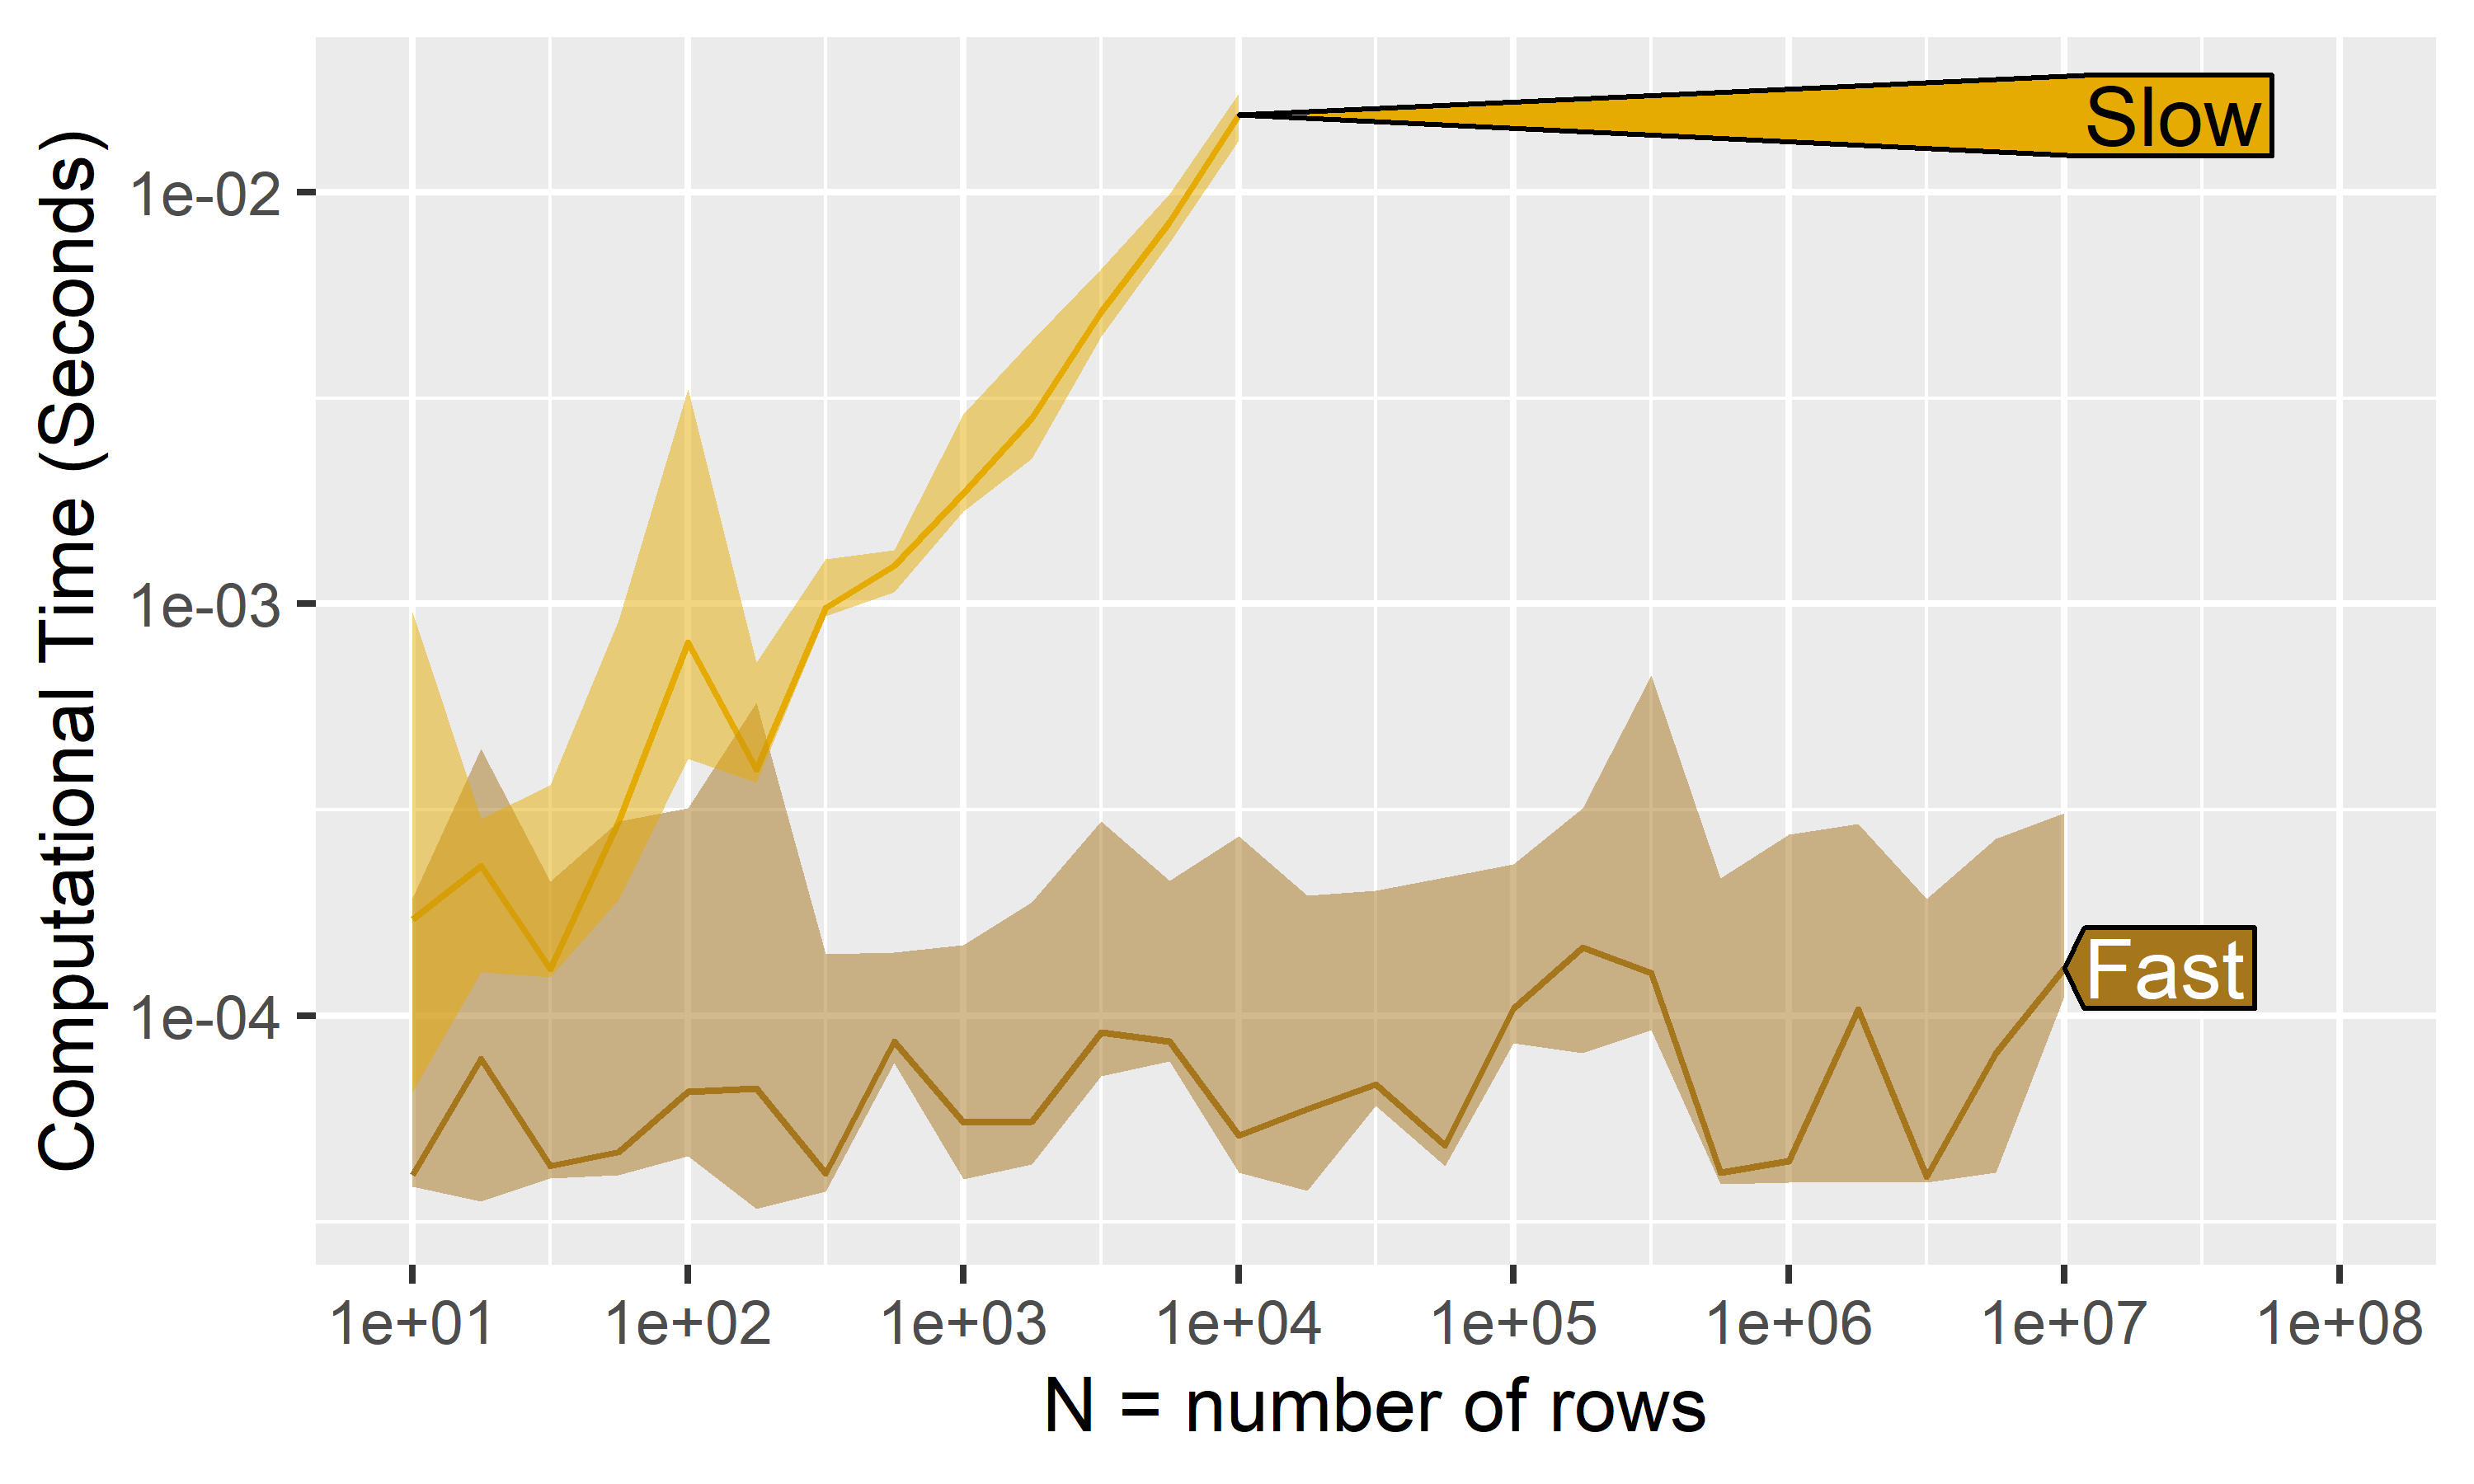 Computational Time (Seconds)
1e-02
1e-03
1e-04
Slow
Fast
1e+01 1e+02 1e+03 1e+04 1e+05 1e+06 1e+07 1e+08
N = number of rows